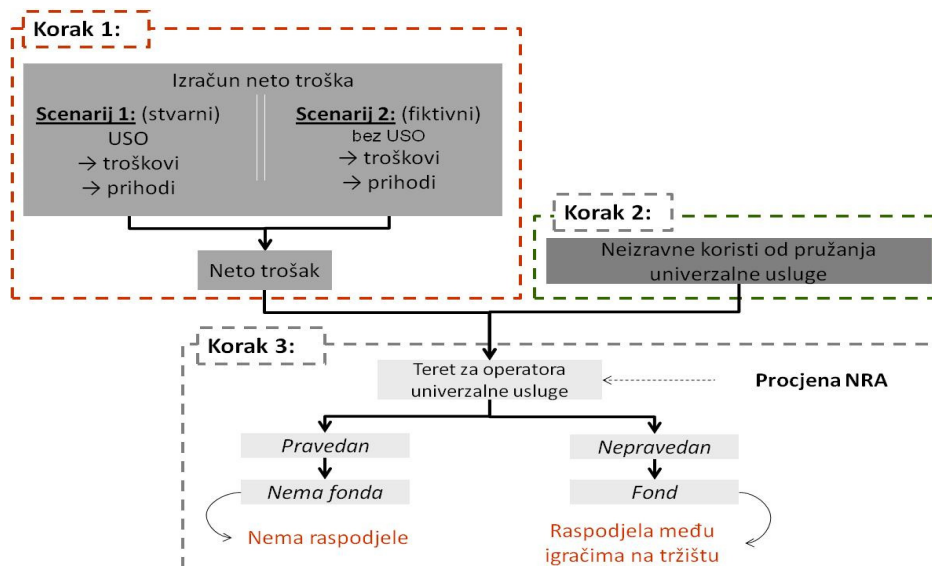 Korak 1:
Izračun neto troška
Scenarij 1: (stvarni)
USO
→ troškovi
→ prihodi
Scenarij 2: (fiktivni)
bez USO
→ troškovi
→ prihodi
Neto trošak
Korak 2:
Neizravne koristi od pružanja
univerzalne usluge
Korak 3:
Teret za operatora
univerzalne usluge
Procjena NRA
Pravedan
Nepravedan
Nema fonda
Fond
Nema raspodjele
Raspodjela među
igračima na tržištu